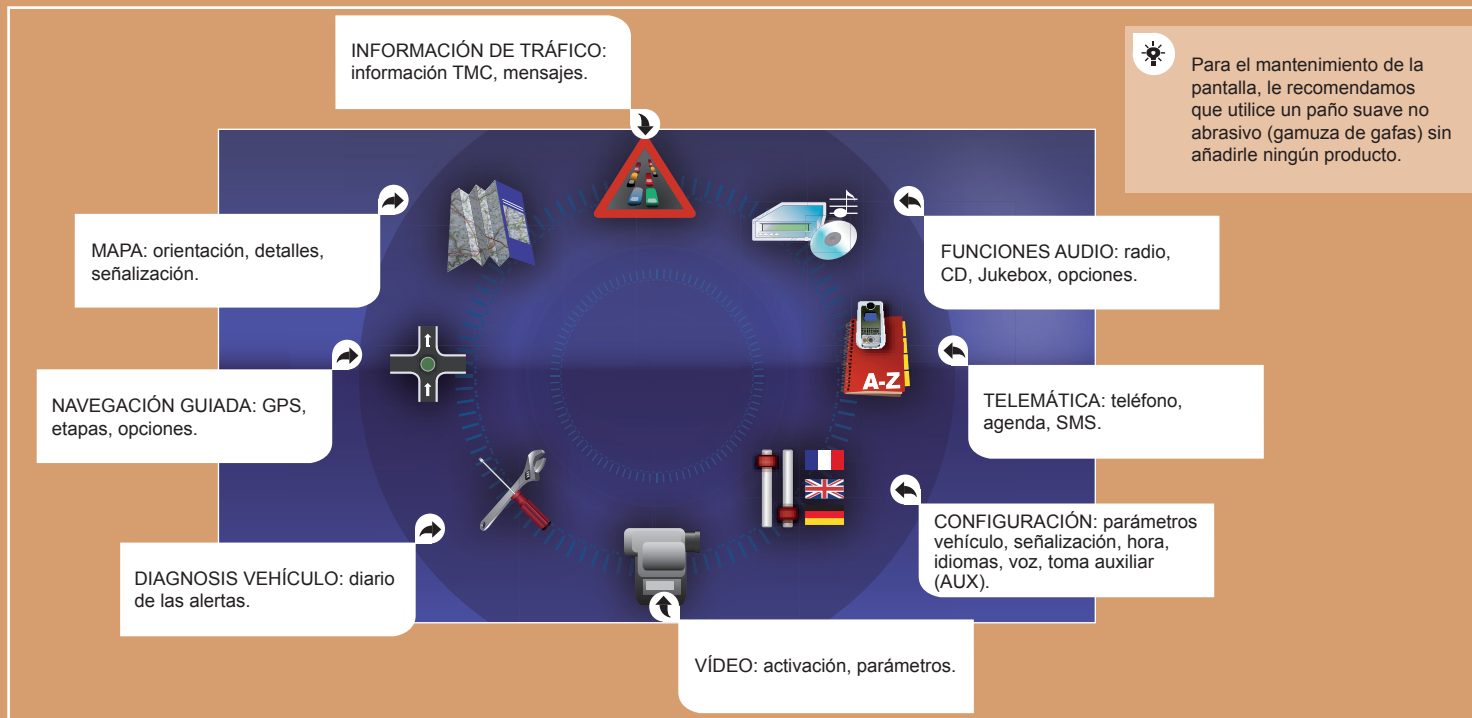 INFORMACIÓN DE TRÁFICO:
información TMC, mensajes.
Para el mantenimiento de la
pantalla, le recomendamos
que utilice un paño suave no
abrasivo (gamuza de gafas) sin
añadirle ningún producto.
MAPA: orientación, detalles,
señalización.
FUNCIONES AUDIO: radio,
CD, Jukebox, opciones.
A-Z
NAVEGACIÓN GUIADA: GPS,
etapas, opciones.
TELEMÁTICA: teléfono,
agenda, SMS.
DIAGNOSIS VEHÍCULO: diario
de las alertas.
CONFIGURACIÓN: parámetros
vehículo, señalización, hora,
idiomas, voz, toma auxiliar
(AUX).
VÍDEO: activación, parámetros.